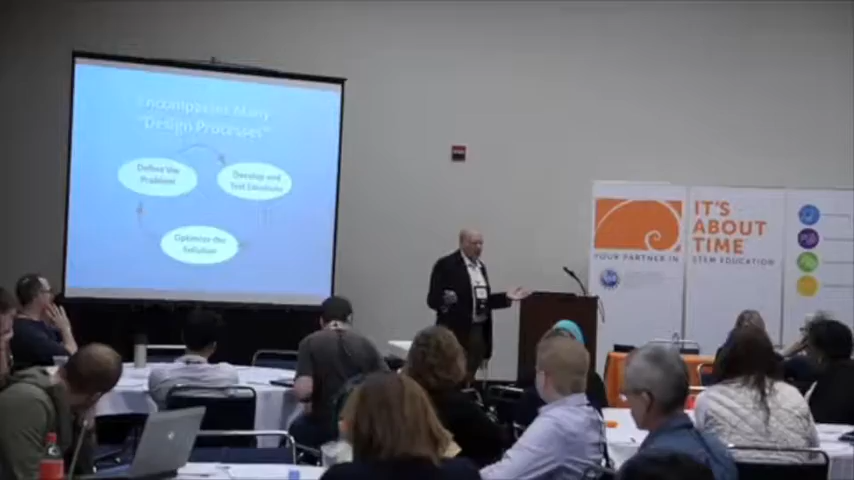 Encompasses Many
"Design Processes"
Define the
Problem
Develop and
Test Solutions
Optimize the
Solution
YOUR PARTNER IN
IT'S
ABOUT
TIME
STEM EDUCATION